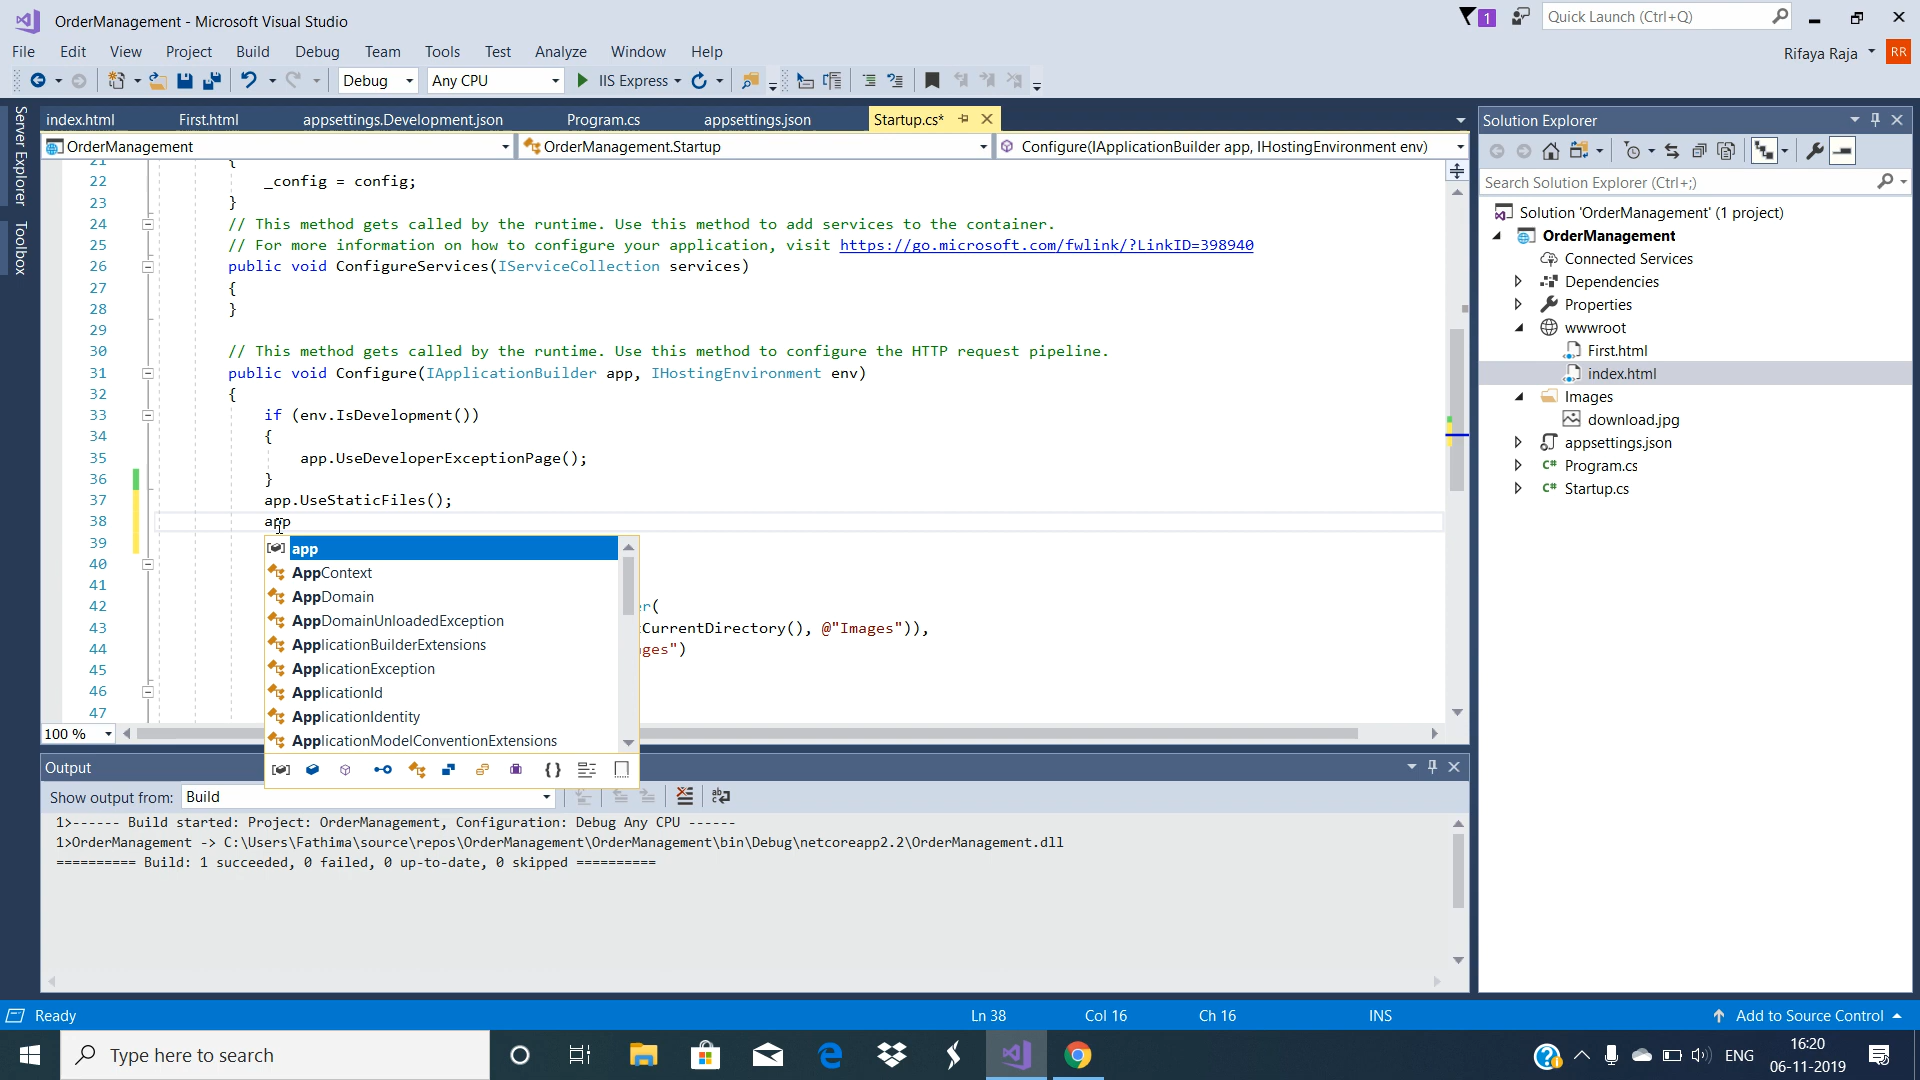 OrderManagement - Microsoft Visual Studio
1
Quick Launch (Ctrl+Q)
File Edit View Project Build Debug Team Tools Test Analyze Window Help
Rifaya Raja RR
Debug Any CPU IIS Express
Server Explorer
Toolbox
index.html First.html appsettings.Development.json Program.cs appsettings.json Startup.cs*
OrderManagement OrderManagement.Startup Configure(IApplicationBuilder app, IHostingEnvironment env)
21 {
22 _config = config;
23 }
24 // This method gets called by the runtime. Use this method to add services to the container.
25 // For more information on how to configure your application, visit https://go.microsoft.com/fwlink/?LinkID=398940
26 public void ConfigureServices(IServiceCollection services)
27 {
28 }
29
30 // This method gets called by the runtime. Use this method to configure the HTTP request pipeline.
31 public void Configure(IApplicationBuilder app, IHostingEnvironment env)
32 {
33 if (env.IsDevelopment())
34 {
35 app.UseDeveloperExceptionPage();
36 }
37 app.UseStaticFiles();
38 app
39
40
41
42 er(
43 tCurrentDirectory(), @"Images")),
44 ges")
45
46
47
app
AppContext
AppDomain
AppDomainUnloadedException
ApplicationBuilderExtensions
ApplicationException
ApplicationId
ApplicationIdentity
ApplicationModelConventionExtensions
100 %
Output
Show output from: Build
1>------ Build started: Project: OrderManagement, Configuration: Debug Any CPU ------
1>OrderManagement -> C:\Users\Fathima\source\repos\OrderManagement\OrderManagement\bin\Debug\netcoreapp2.2\OrderManagement.dll
========== Build: 1 succeeded, 0 failed, 0 up-to-date, 0 skipped ==========
Solution Explorer
Search Solution Explorer (Ctrl+;)
Solution 'OrderManagement' (1 project)
OrderManagement
Connected Services
Dependencies
Properties
wwwroot
First.html
index.html
Images
download.jpg
appsettings.json
C# Program.cs
C# Startup.cs
Ready Ln 38 Col 16 Ch 16 INS Add to Source Control
Type here to search
ENG
16:20
06-11-2019